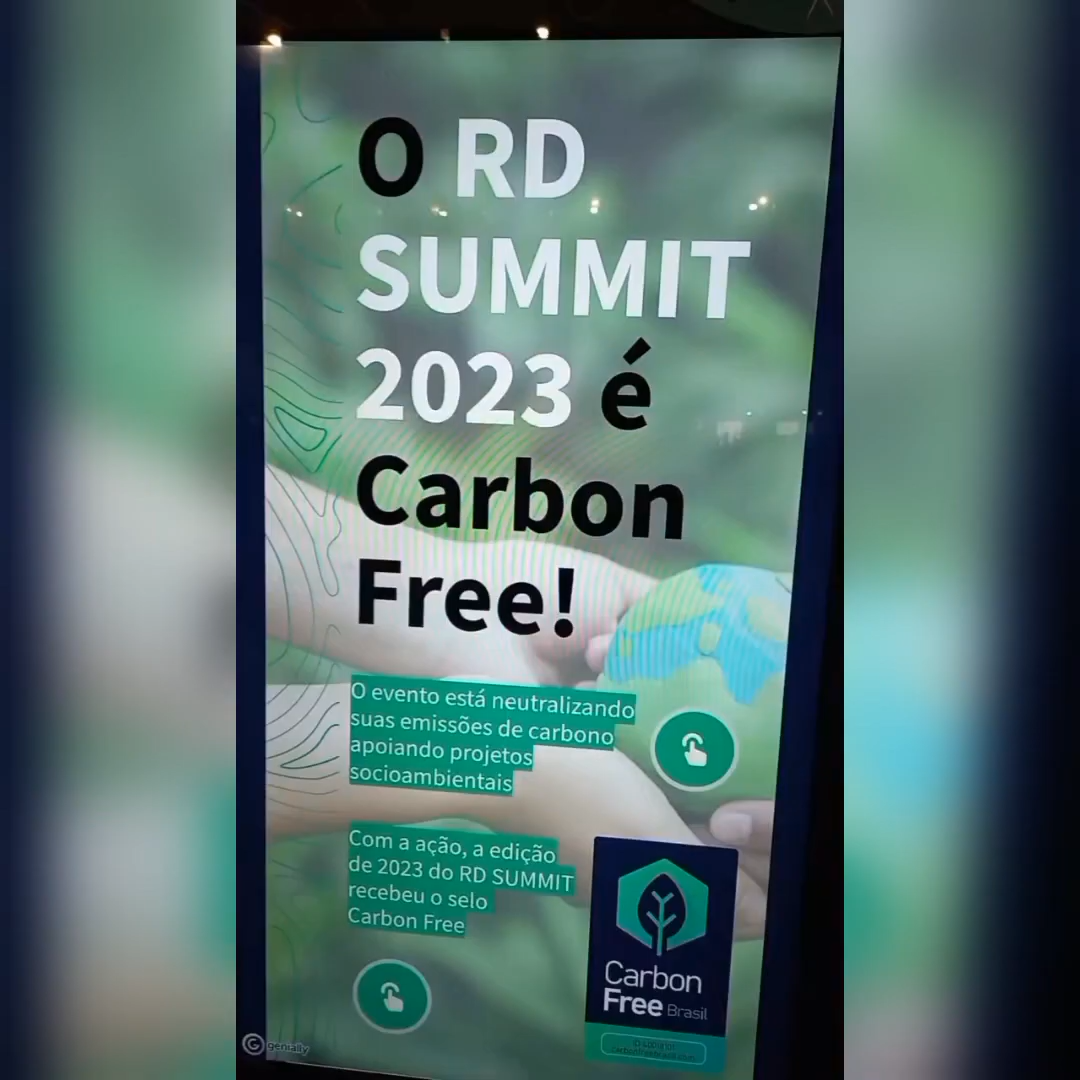 O RD
SUMMIT
2023 é
Carbon
Free!
O evento está neutralizando
suas emissões de carbono
apoiando projetos
socioambientais
Com a ação, a edição
de 2023 do RD SUMMIT
recebeu o selo
Carbon Free
Carbon
Free Brasil
genially